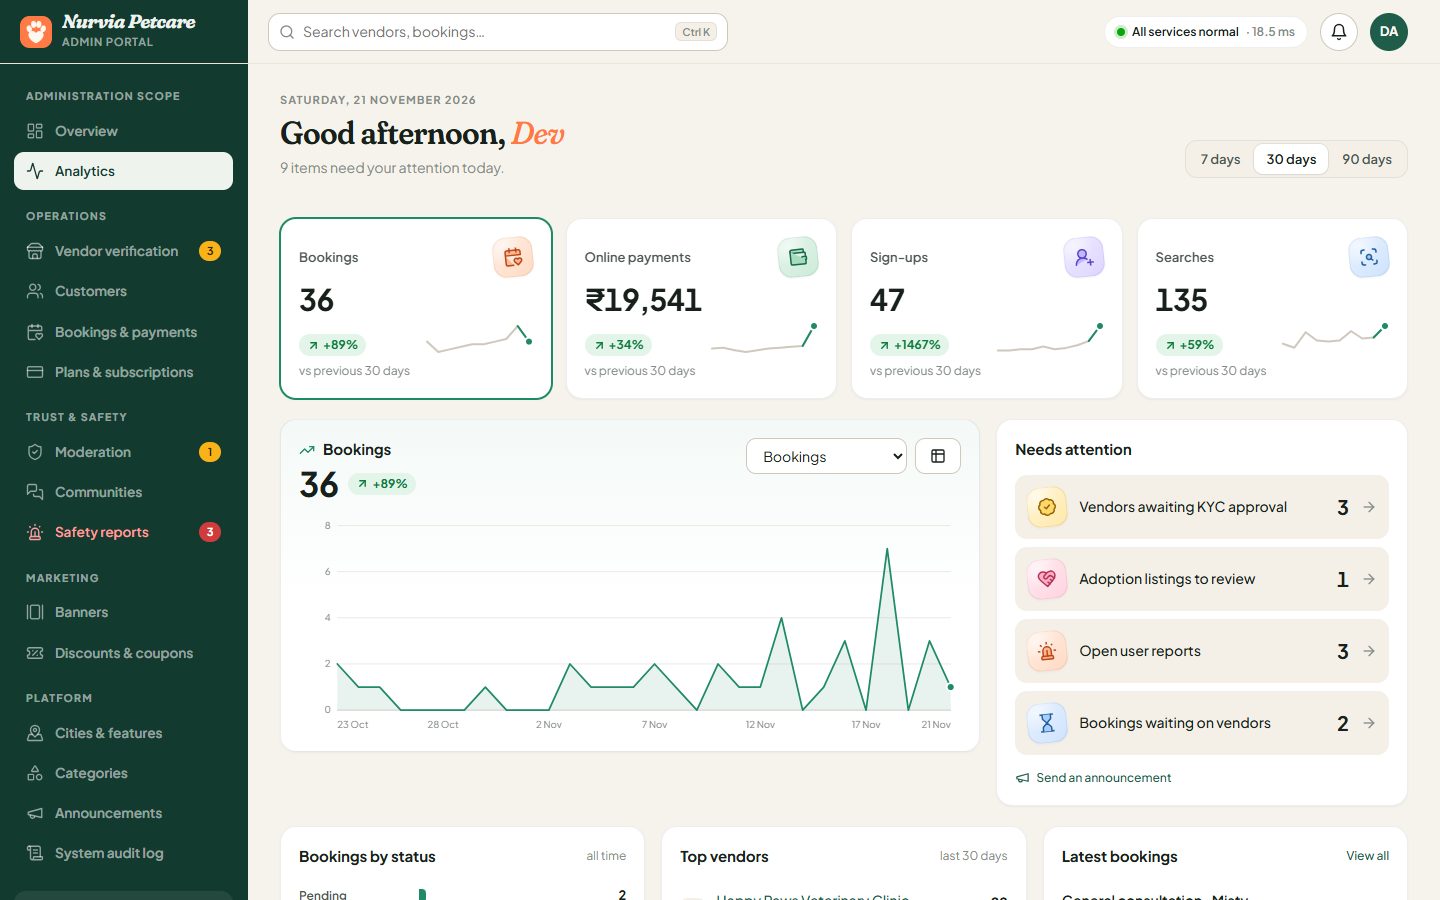 Nurvia Petcare
ADMIN PORTAL
Search vendors, bookings...
Ctrl K
All services normal · 18.5 ms
DA
ADMINISTRATION SCOPE
Overview
Analytics
OPERATIONS
Vendor verification 3
Customers
Bookings & payments
Plans & subscriptions
TRUST & SAFETY
Moderation 1
Communities
Safety reports 3
MARKETING
Banners
Discounts & coupons
PLATFORM
Cities & features
Categories
Announcements
System audit log
SATURDAY, 21 NOVEMBER 2026
Good afternoon, Dev
9 items need your attention today.
7 days 30 days 90 days
Bookings
36
+89%
vs previous 30 days
Online payments
₹19,541
+34%
vs previous 30 days
Sign-ups
47
+1467%
vs previous 30 days
Searches
135
+59%
vs previous 30 days
Bookings
36 +89%
Bookings
8
6
4
2
0
23 Oct 28 Oct 2 Nov 7 Nov 12 Nov 17 Nov 21 Nov
Needs attention
Vendors awaiting KYC approval 3
Adoption listings to review 1
Open user reports 3
Bookings waiting on vendors 2
Send an announcement
Bookings by status all time
Pending 2
Top vendors last 30 days
Happy Paws Veterinary Clinic
Latest bookings View all
General consultation · Misty